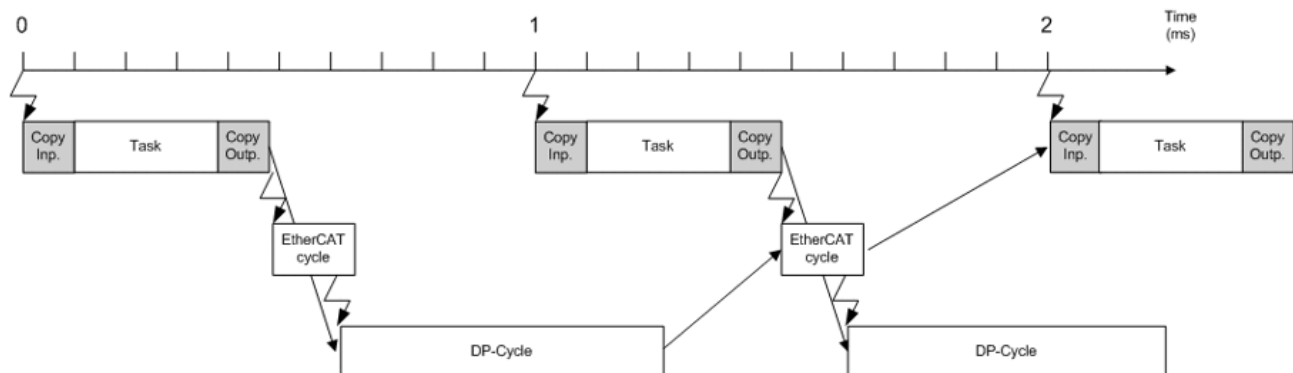 0
1
2
Time
(ms)
Copy
Inp.
Task
Copy
Outp.
Copy
Inp.
Task
Copy
Outp.
Copy
Inp.
Task
Copy
Outp.
EtherCAT
cycle
EtherCAT
cycle
DP-Cycle
DP-Cycle